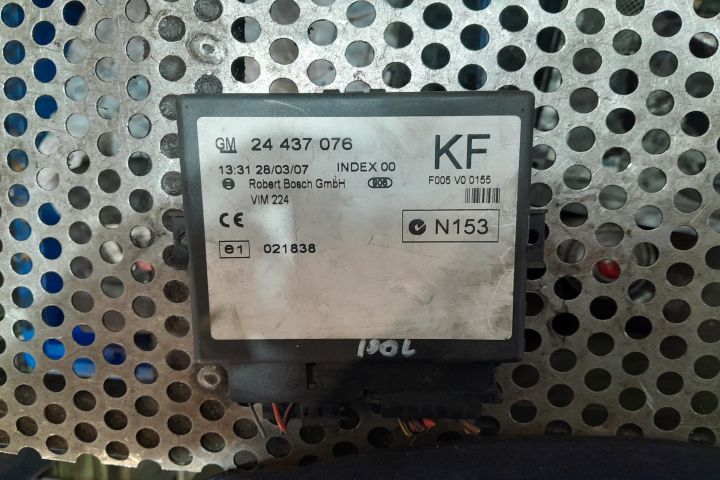 GM 24 437 076
KF
13:31 28/03/07 INDEX 00
F005 V0 0155
Robert Bosch GmbH
VIM 224
CE
N153
e1 021838